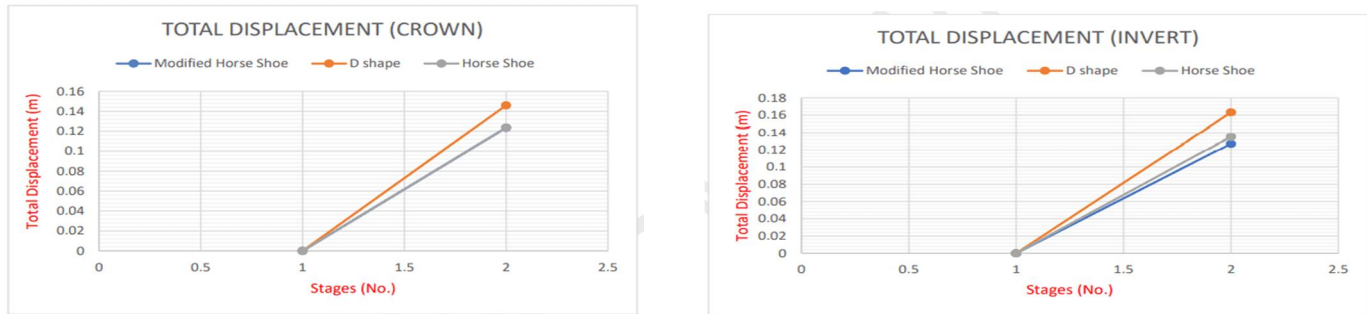 TOTAL DISPLACEMENT (CROWN)
Modified Horse Shoe D shape Horse Shoe
Total Displacement (m)
0.16
0.14
0.12
0.1
0.08
0.06
0.04
0.02
0
0 0.5 1 1.5 2 2.5
Stages (No.)
TOTAL DISPLACEMENT (INVERT)
Modified Horse Shoe D shape Horse Shoe
Total Displacement (m)
0.18
0.16
0.14
0.12
0.1
0.08
0.06
0.04
0.02
0
0 0.5 1 1.5 2 2.5
Stages (No.)